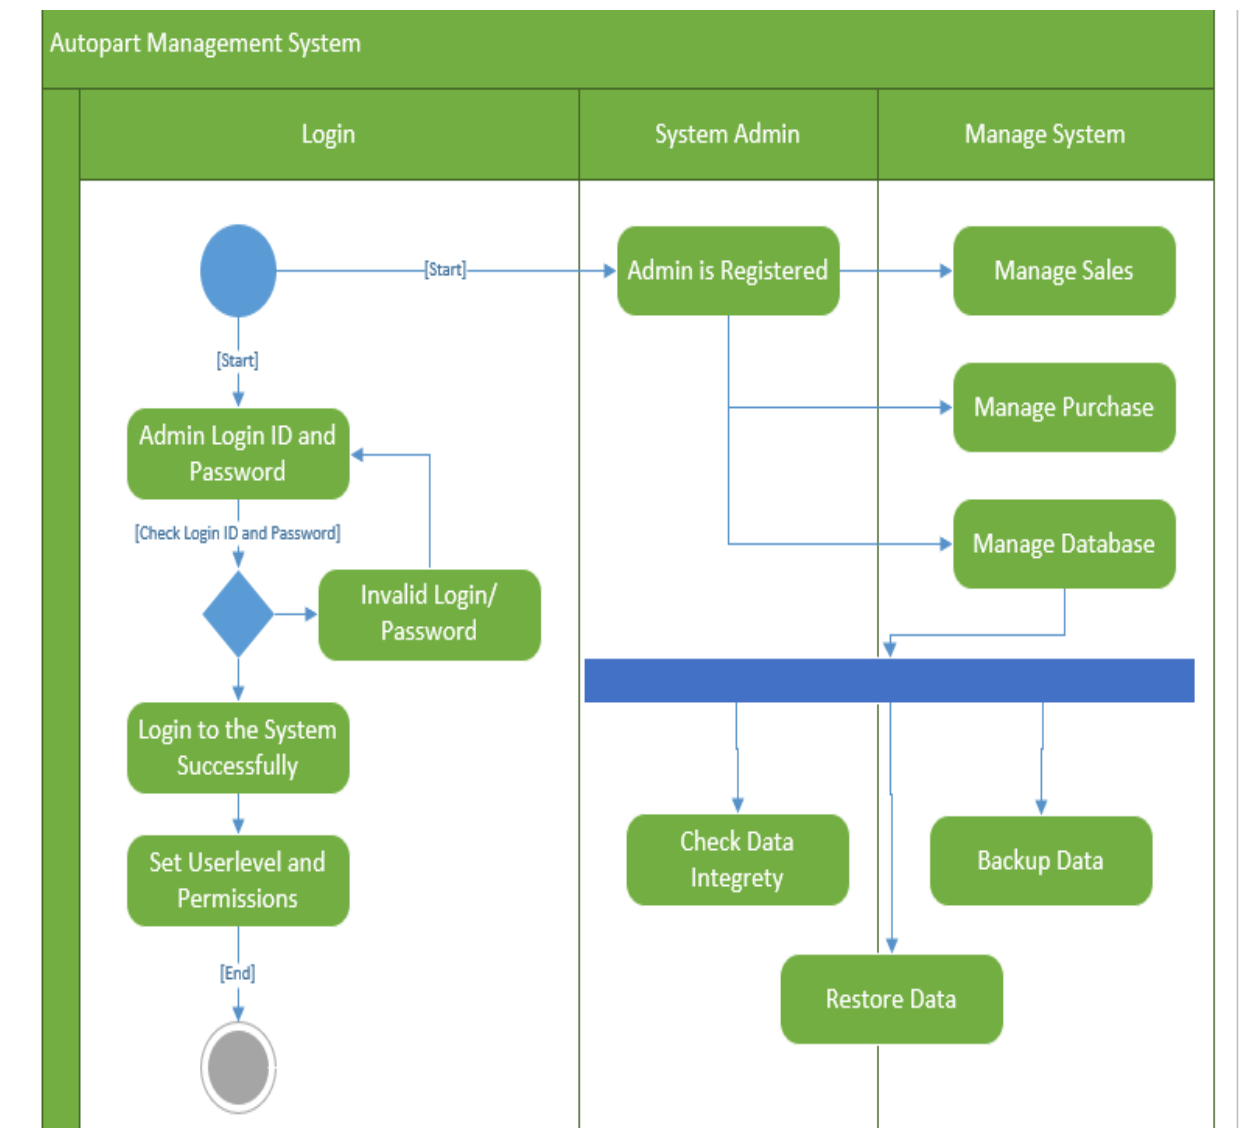 Autopart Management System
Login
System Admin
Manage System
[Start]
Admin is Registered
Manage Sales
[Start]
Manage Purchase
Admin Login ID and
Password
[Check Login ID and Password]
Manage Database
Invalid Login/
Password
Login to the System
Successfully
Check Data
Integrety
Backup Data
Set Userlevel and
Permissions
[End]
Restore Data